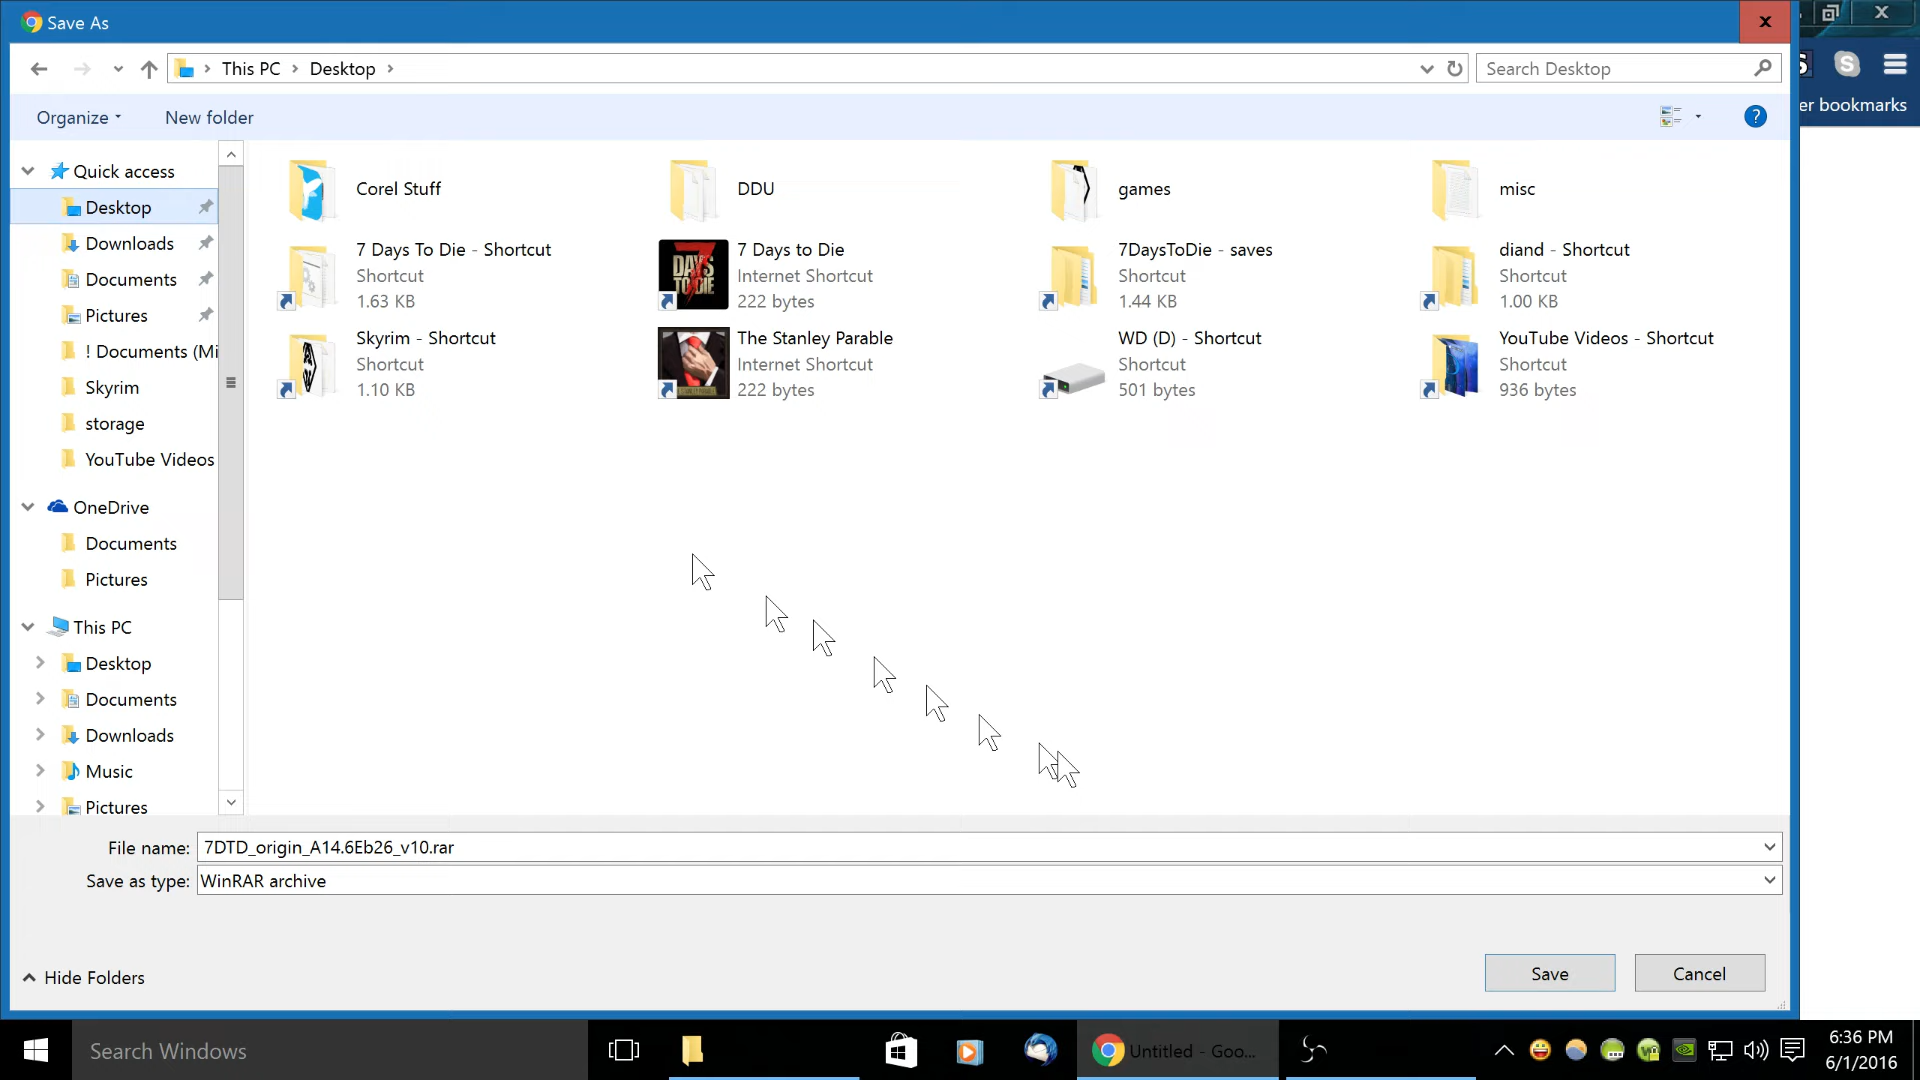 Save As
This PC
Desktop
Search Desktop
er bookmarks
Organize
New folder
Quick access
Desktop
Downloads
Documents
Pictures
! Documents (Mi
Skyrim
storage
YouTube Videos
OneDrive
Documents
Pictures
This PC
Desktop
Documents
Downloads
Music
Pictures
Corel Stuff
DDU
games
misc
7 Days To Die - Shortcut
Shortcut
1.63 KB
7 DAYS TO DIE
7 Days to Die
Internet Shortcut
222 bytes
7DaysToDie - saves
Shortcut
1.44 KB
diand - Shortcut
Shortcut
1.00 KB
Skyrim - Shortcut
Shortcut
1.10 KB
The Stanley Parable
Internet Shortcut
222 bytes
WD (D) - Shortcut
Shortcut
501 bytes
YouTube Videos - Shortcut
Shortcut
936 bytes
File name: 7DTD_origin_A14.6Eb26_v10.rar
Save as type: WinRAR archive
Hide Folders
Save
Cancel
Search Windows
Untitled - Goo...
6:36 PM
6/1/2016